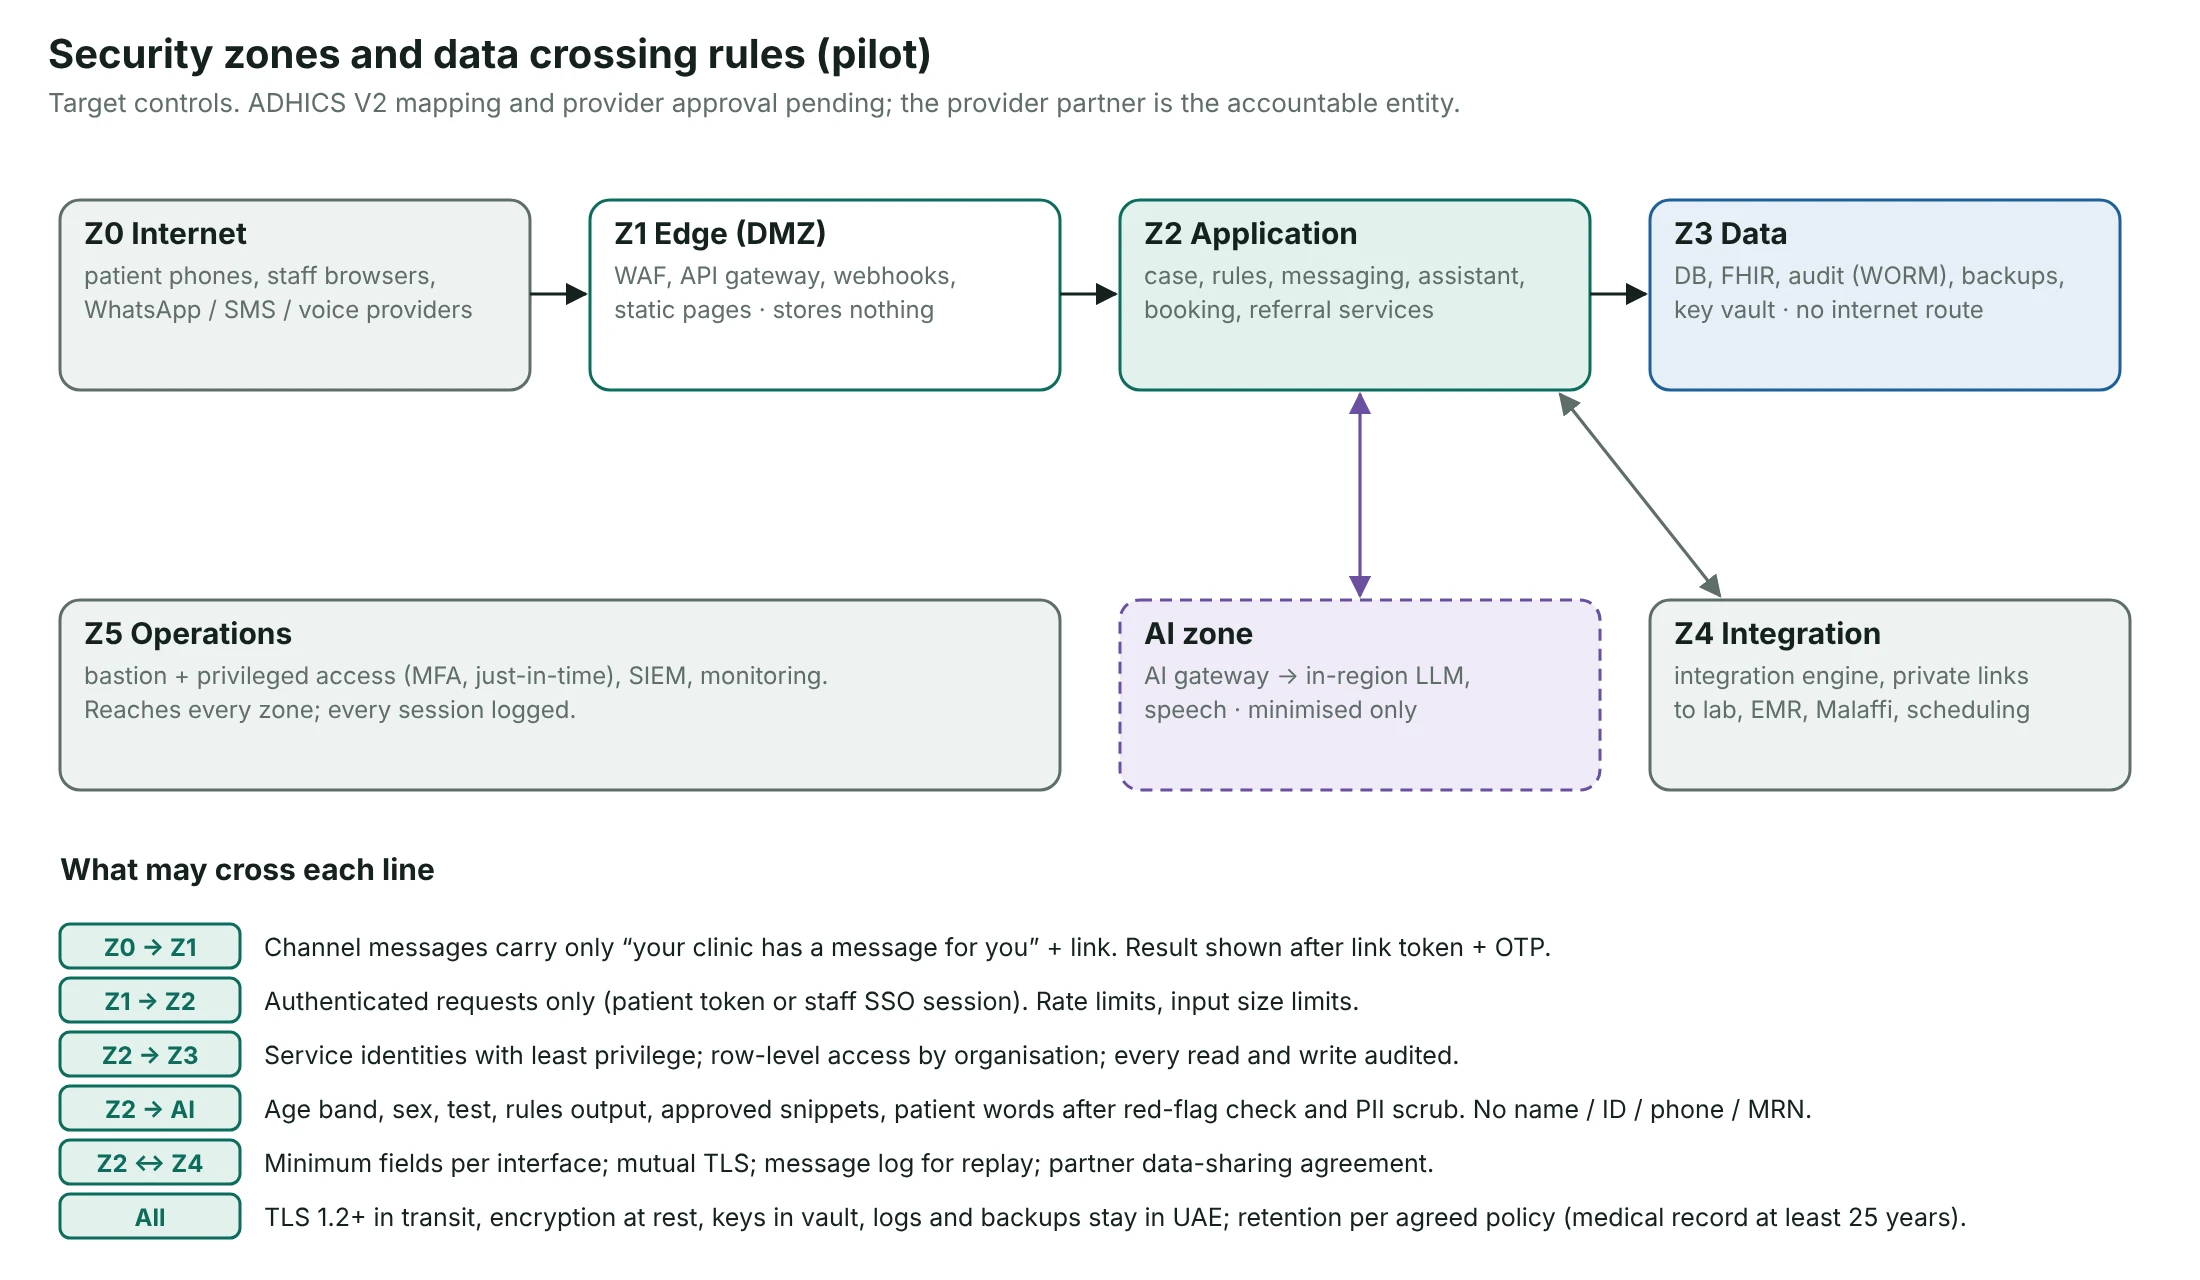 Security zones and data crossing rules (pilot)
Target controls. ADHICS V2 mapping and provider approval pending; the provider partner is the accountable entity.
Z0 Internet
patient phones, staff browsers,
WhatsApp / SMS / voice providers
Z1 Edge (DMZ)
WAF, API gateway, webhooks,
static pages · stores nothing
Z2 Application
case, rules, messaging, assistant,
booking, referral services
Z3 Data
DB, FHIR, audit (WORM), backups,
key vault · no internet route
Z5 Operations
bastion + privileged access (MFA, just-in-time), SIEM, monitoring.
Reaches every zone; every session logged.
AI zone
AI gateway → in-region LLM,
speech · minimised only
Z4 Integration
integration engine, private links
to lab, EMR, Malaffi, scheduling
What may cross each line
Z0 → Z1 Channel messages carry only “your clinic has a message for you” + link. Result shown after link token + OTP.
Z1 → Z2 Authenticated requests only (patient token or staff SSO session). Rate limits, input size limits.
Z2 → Z3 Service identities with least privilege; row-level access by organisation; every read and write audited.
Z2 → AI Age band, sex, test, rules output, approved snippets, patient words after red-flag check and PII scrub. No name / ID / phone / MRN.
Z2 ↔ Z4 Minimum fields per interface; mutual TLS; message log for replay; partner data-sharing agreement.
All TLS 1.2+ in transit, encryption at rest, keys in vault, logs and backups stay in UAE; retention per agreed policy (medical record at least 25 years).